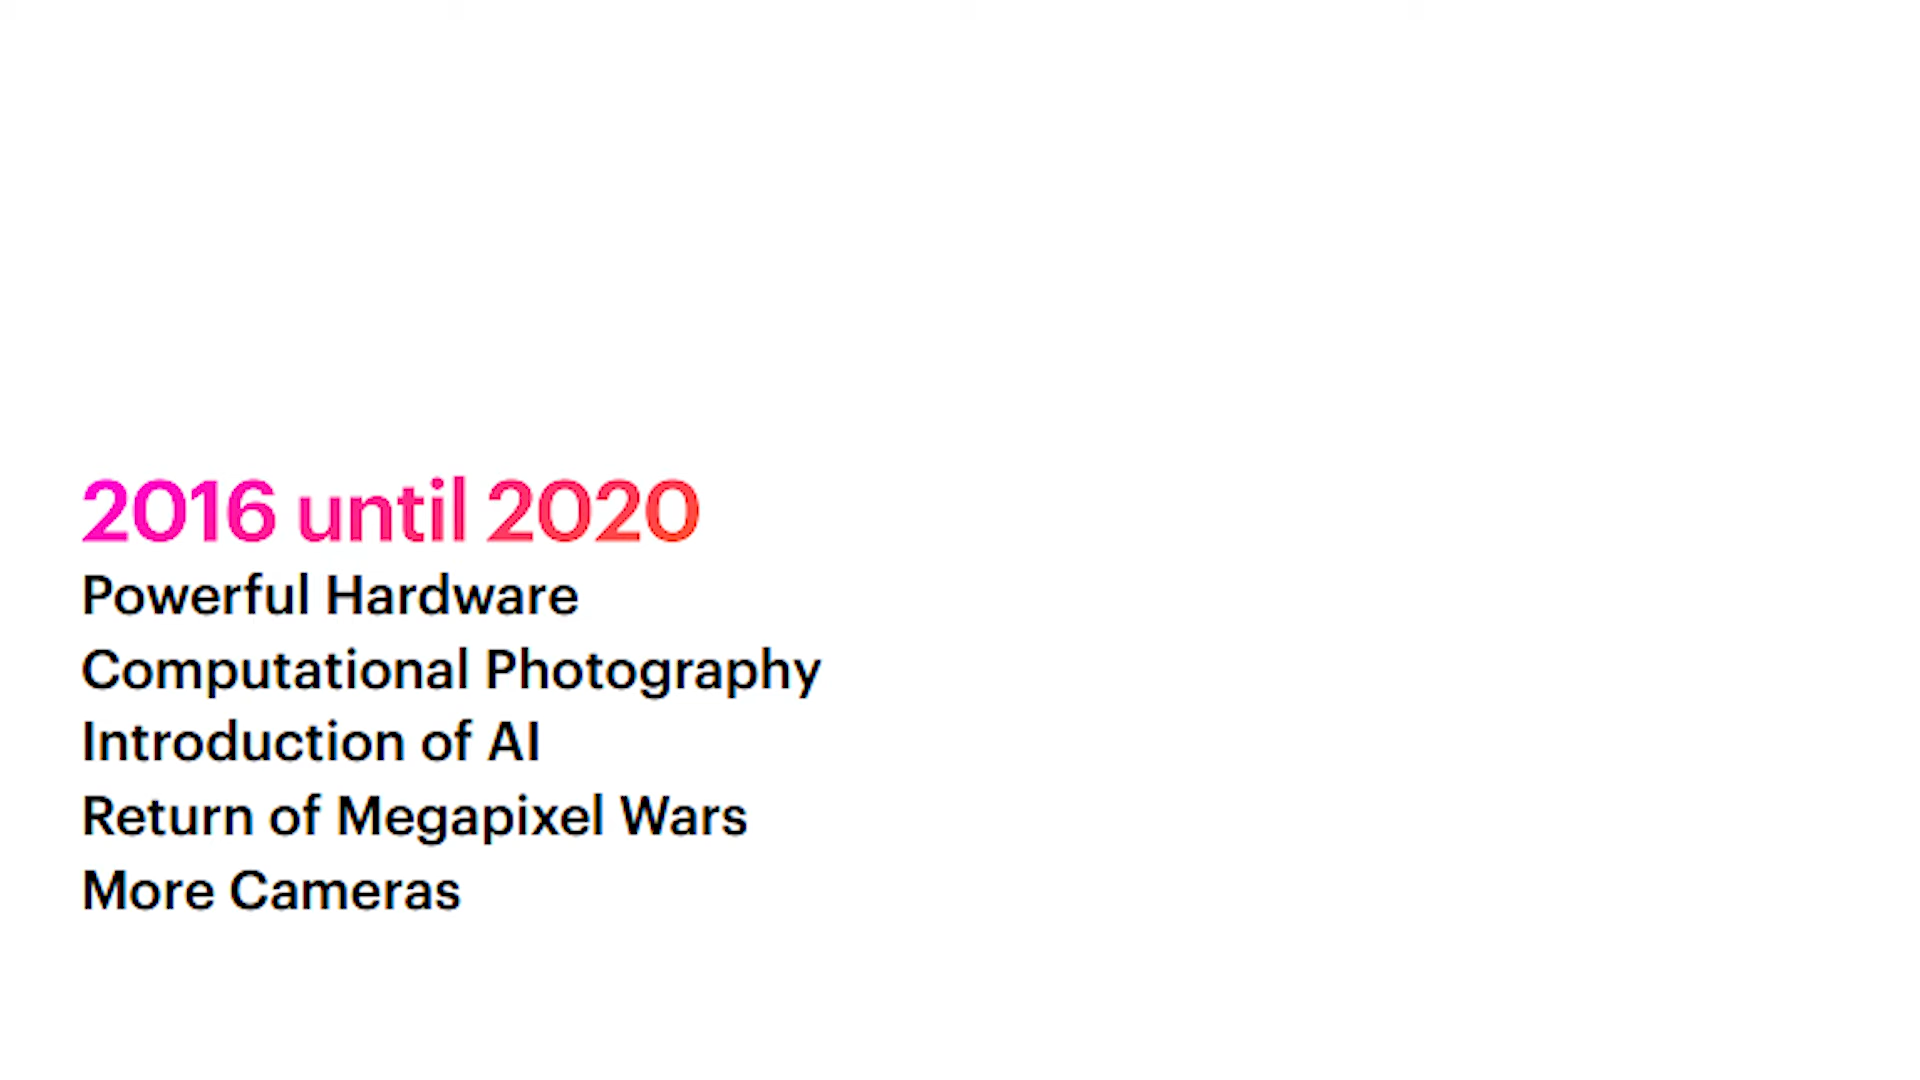 2016 until 2020
Powerful Hardware
Computational Photography
Introduction of AI
Return of Megapixel Wars
More Cameras